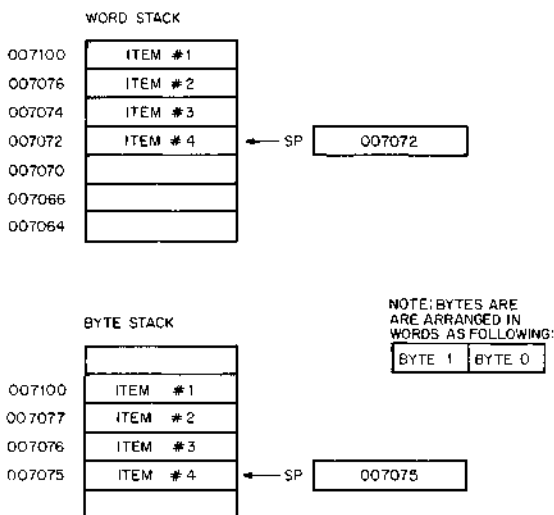 WORD STACK
007100 ITEM #1
007076 ITEM #2
007074 ITEM #3
007072 ITEM #4 SP 007072
007070
007066
007064
BYTE STACK
NOTE: BYTES ARE
ARE ARRANGED IN
WORDS AS FOLLOWING:
BYTE 1 BYTE 0
007100 ITEM #1
007077 ITEM #2
007076 ITEM #3
007075 ITEM #4 SP 007075